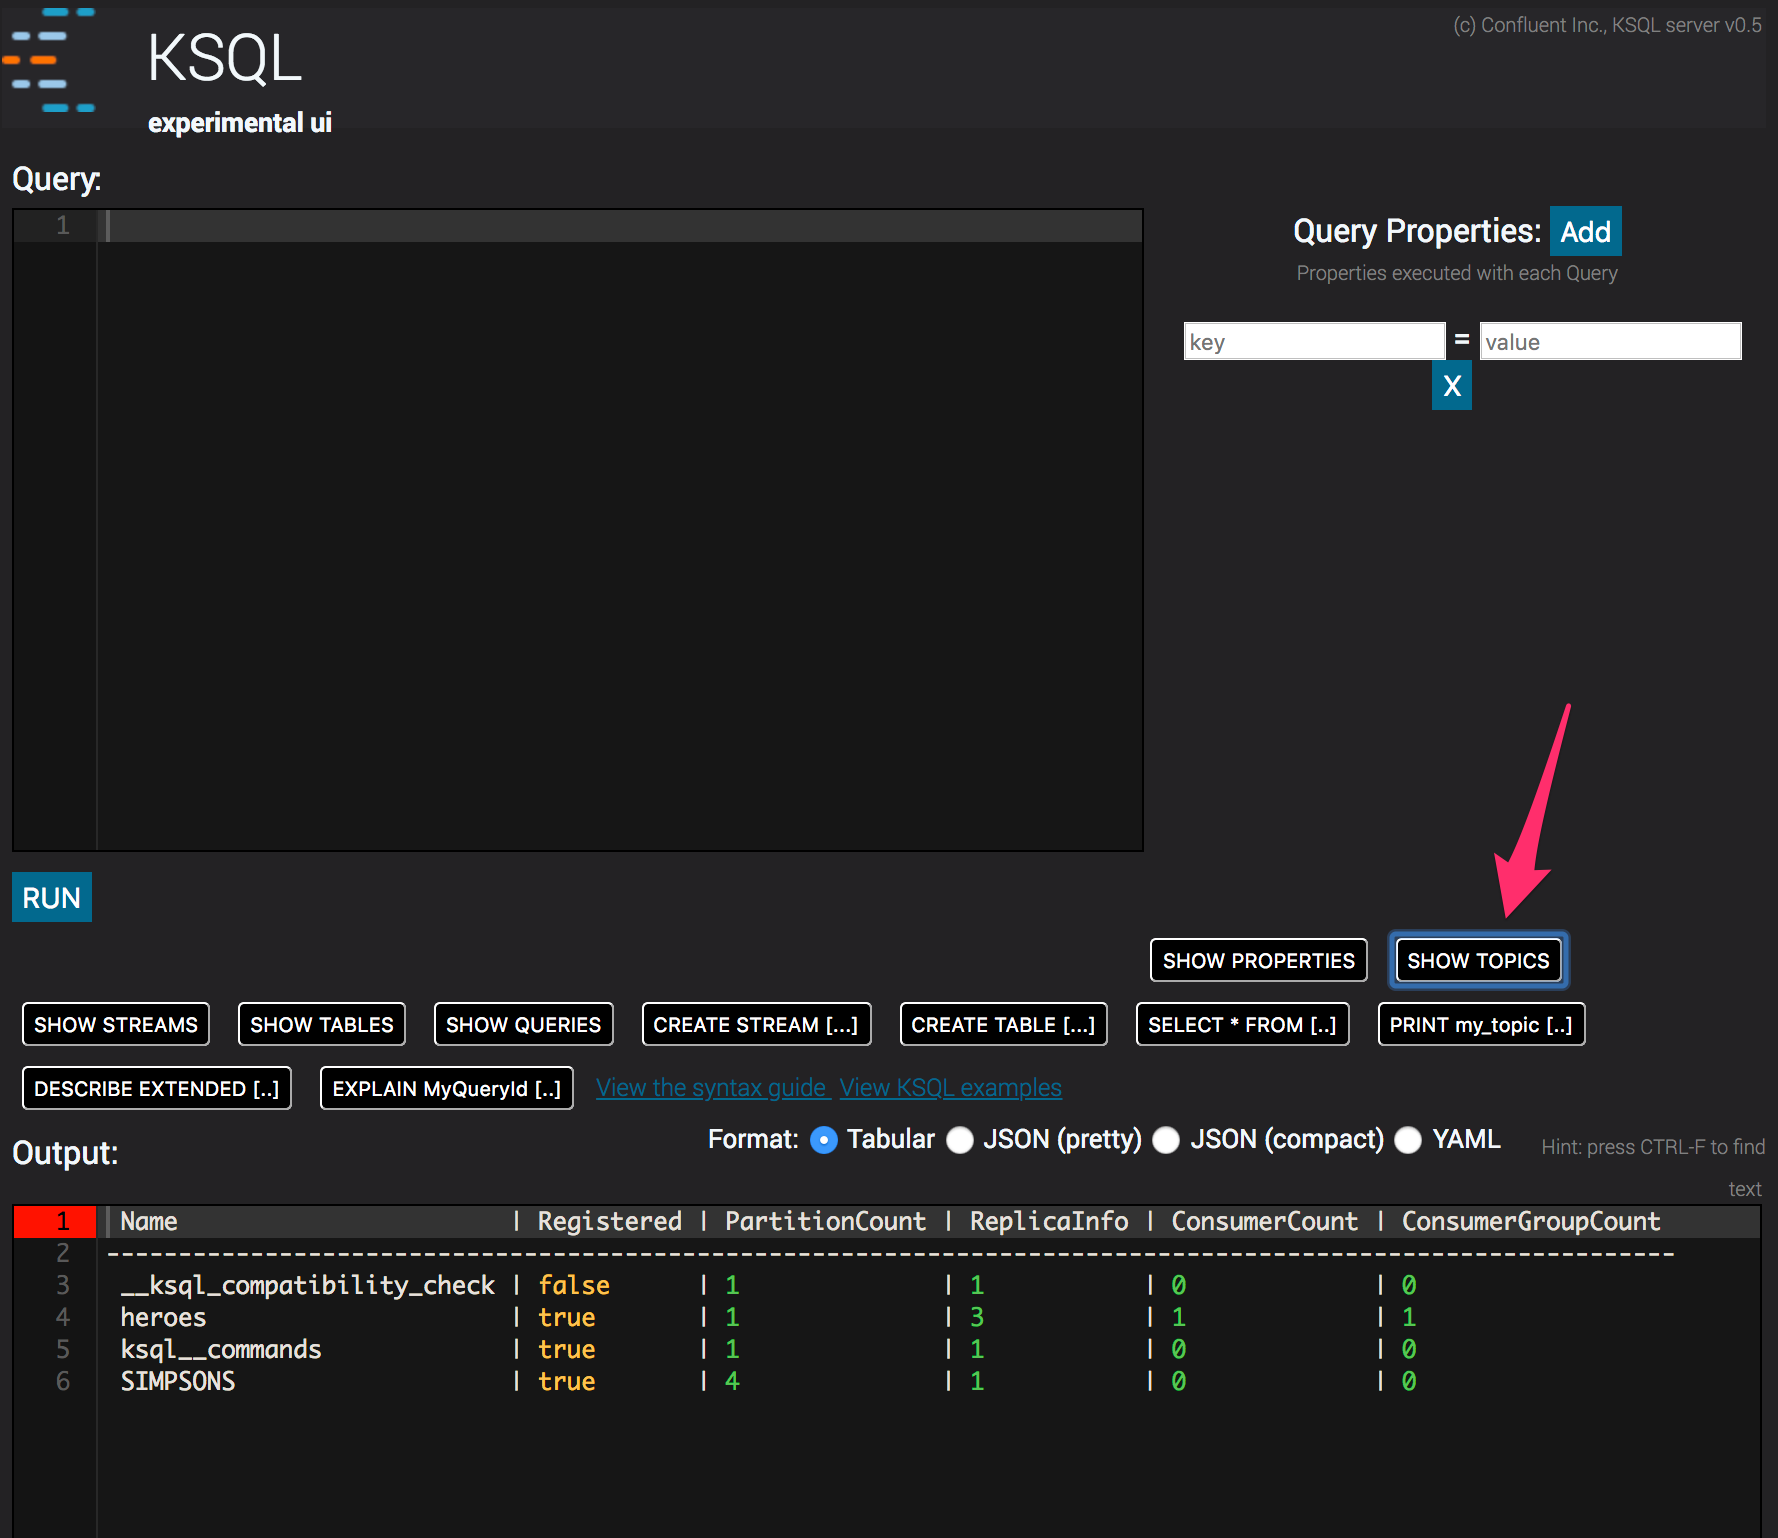 (c) Confluent Inc., KSQL server v0.5
KSQL
experimental ui
Query:
1
Query Properties: Add
Properties executed with each Query
key = value
X
RUN
SHOW PROPERTIES SHOW TOPICS
SHOW STREAMS SHOW TABLES SHOW QUERIES CREATE STREAM [...] CREATE TABLE [...] SELECT * FROM [..] PRINT my_topic [..]
DESCRIBE EXTENDED [..] EXPLAIN MyQueryId [..] View the syntax guide View KSQL examples
Output: Format: Tabular JSON (pretty) JSON (compact) YAML Hint: press CTRL-F to find
text
1 Name | Registered | PartitionCount | ReplicaInfo | ConsumerCount | ConsumerGroupCount
2 -------------------------------------------------------------------------------------------------------------
3 __ksql_compatibility_check | false | 1 | 1 | 0 | 0
4 heroes | true | 1 | 3 | 1 | 1
5 ksql__commands | true | 1 | 1 | 0 | 0
6 SIMPSONS | true | 4 | 1 | 0 | 0